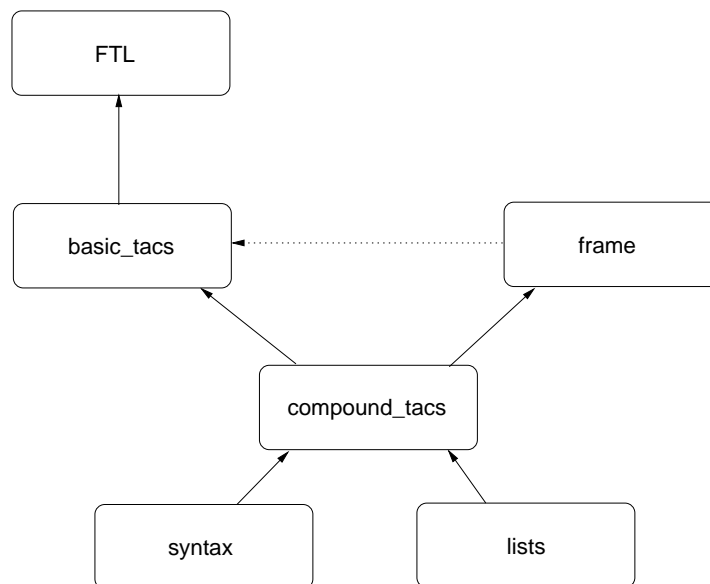 FTL
basic_tacs
frame
compound_tacs
syntax
lists